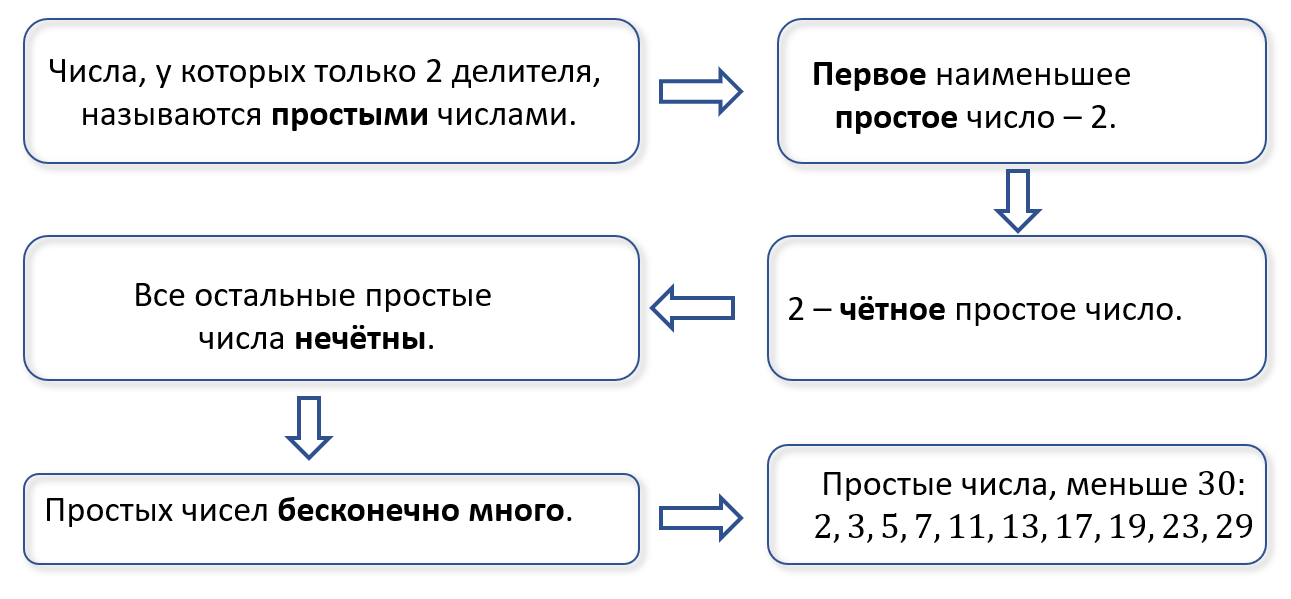 Числа, у которых только 2 делителя,
называются простыми числами.
Первое наименьшее
простое число – 2.
2 – чётное простое число.
Все остальные простые
числа нечётны.
Простых чисел бесконечно много.
Простые числа, меньше 30:
2, 3, 5, 7, 11, 13, 17, 19, 23, 29